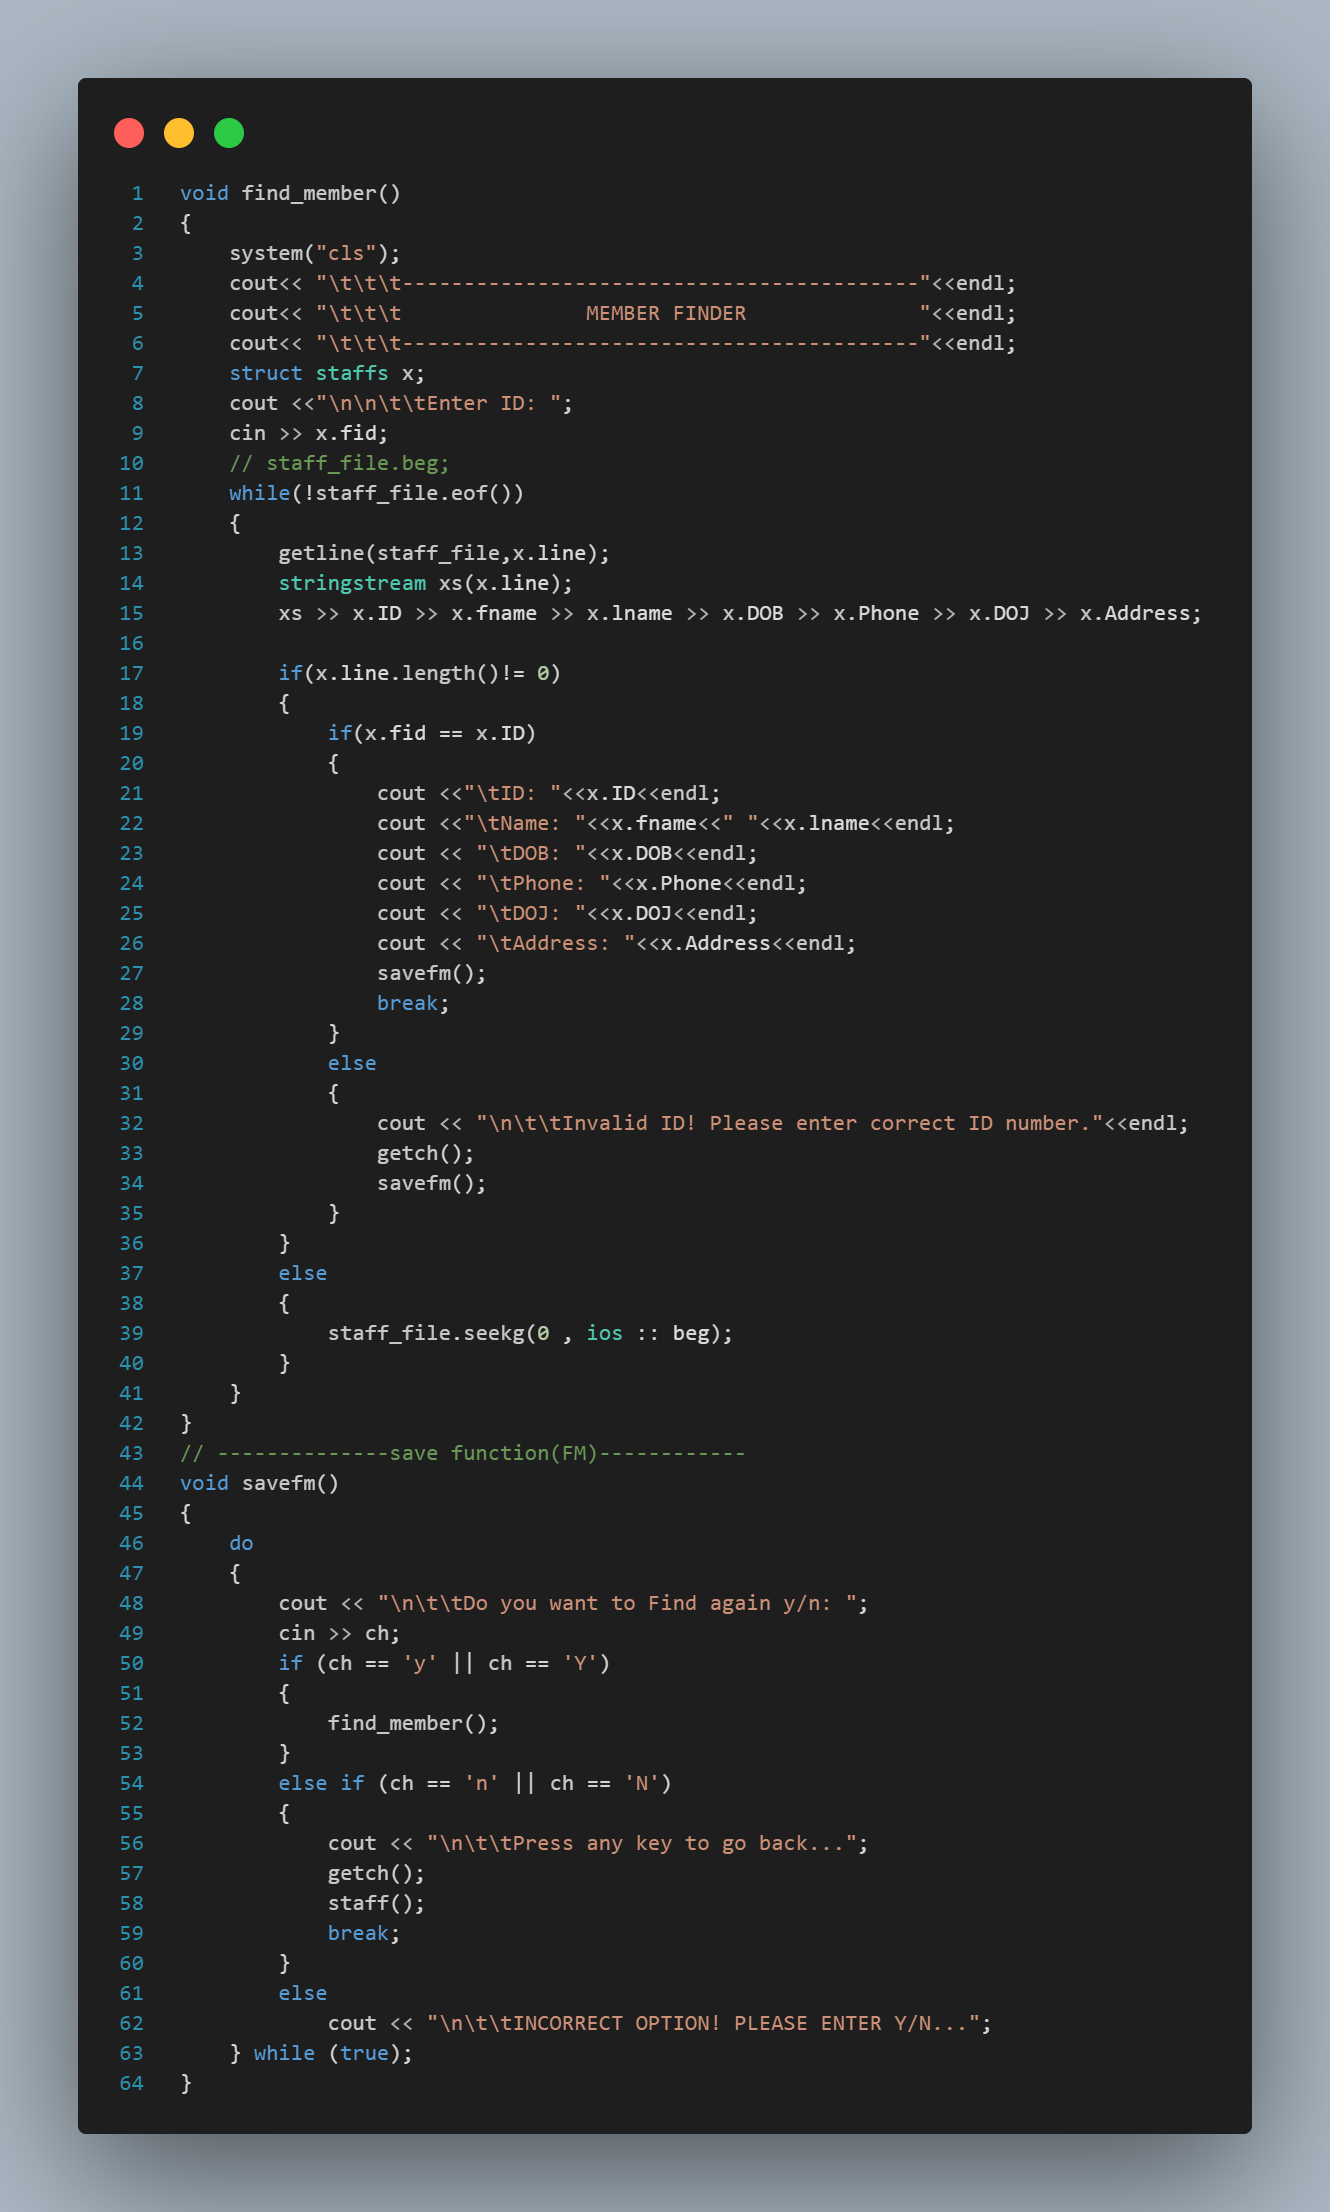 1 void find_member()
2 {
3     system("cls");
4     cout<< "\t\t\t------------------------------------------"<<endl;
5     cout<< "\t\t\t               MEMBER FINDER              "<<endl;
6     cout<< "\t\t\t------------------------------------------"<<endl;
7     struct staffs x;
8     cout <<"\n\n\t\tEnter ID: ";
9     cin >> x.fid;
10     // staff_file.beg;
11     while(!staff_file.eof())
12     {
13         getline(staff_file,x.line);
14         stringstream xs(x.line);
15         xs >> x.ID >> x.fname >> x.lname >> x.DOB >> x.Phone >> x.DOJ >> x.Address;
16
17         if(x.line.length()!= 0)
18         {
19             if(x.fid == x.ID)
20             {
21                 cout <<"\tID: "<<x.ID<<endl;
22                 cout <<"\tName: "<<x.fname<<" "<<x.lname<<endl;
23                 cout << "\tDOB: "<<x.DOB<<endl;
24                 cout << "\tPhone: "<<x.Phone<<endl;
25                 cout << "\tDOJ: "<<x.DOJ<<endl;
26                 cout << "\tAddress: "<<x.Address<<endl;
27                 savefm();
28                 break;
29             }
30             else
31             {
32                 cout << "\n\t\tInvalid ID! Please enter correct ID number."<<endl;
33                 getch();
34                 savefm();
35             }
36         }
37         else
38         {
39             staff_file.seekg(0 , ios :: beg);
40         }
41     }
42 }
43 // --------------save function(FM)------------
44 void savefm()
45 {
46     do
47     {
48         cout << "\n\t\tDo you want to Find again y/n: ";
49         cin >> ch;
50         if (ch == 'y' || ch == 'Y')
51         {
52             find_member();
53         }
54         else if (ch == 'n' || ch == 'N')
55         {
56             cout << "\n\t\tPress any key to go back...";
57             getch();
58             staff();
59             break;
60         }
61         else
62             cout << "\n\t\tINCORRECT OPTION! PLEASE ENTER Y/N...";
63     } while (true);
64 }